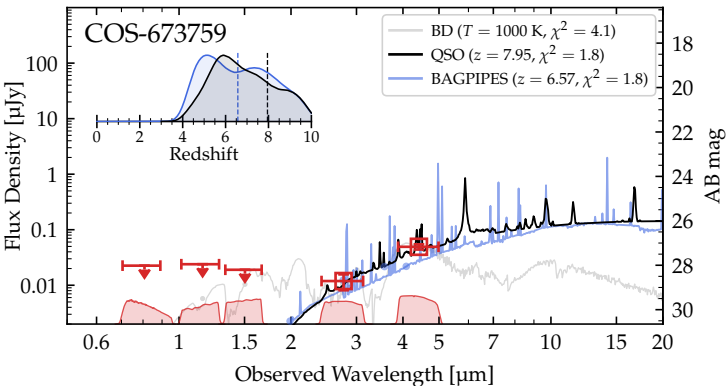 COS-673759
BD (T = 1000 K, χ² = 4.1)
QSO (z = 7.95, χ² = 1.8)
BAGPIPES (z = 6.57, χ² = 1.8)
0 2 4 6 8 10
Redshift
100
10
1
0.1
0.01
Flux Density [μJy]
18
20
22
24
26
28
30
AB mag
0.6 1 1.5 2 3 4 5 7 10 15 20
Observed Wavelength [μm]